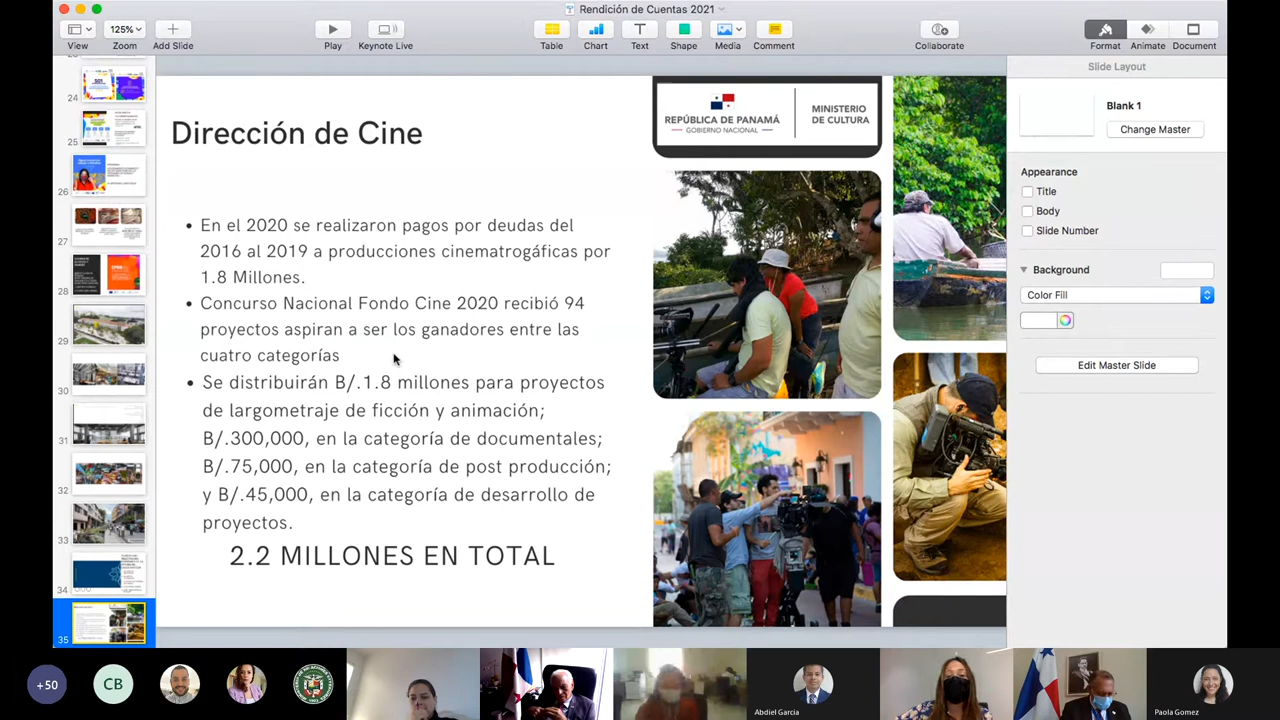 Rendición de Cuentas 2021
125%
View
Zoom
Add Slide
Play
Keynote Live
Table
Chart
Text
Shape
Media
Comment
Collaborate
Format
Animate
Document
Slide Layout
Blank 1
Change Master
Appearance
Title
Body
Slide Number
Background
Color Fill
Edit Master Slide
24
25
26
27
28
29
30
31
32
33
34
35
Dirección de Cine
REPÚBLICA DE PANAMÁ
GOBIERNO NACIONAL
MINISTERIO
DE CULTURA
En el 2020 se realizaron pagos por deudas del
2016 al 2019 a producciones cinematrogáficas por
1.8 Millones.
Concurso Nacional Fondo Cine 2020 recibió 94
proyectos aspiran a ser los ganadores entre las
cuatro categorías
Se distribuirán B/.1.8 millones para proyectos
de largometraje de ficción y animación;
B/.300,000, en la categoría de documentales;
B/.75,000, en la categoría de post producción;
y B/.45,000, en la categoría de desarrollo de
proyectos.
2.2 MILLONES EN TOTAL
+50
CB
Abdiel Garcia
Paola Gomez